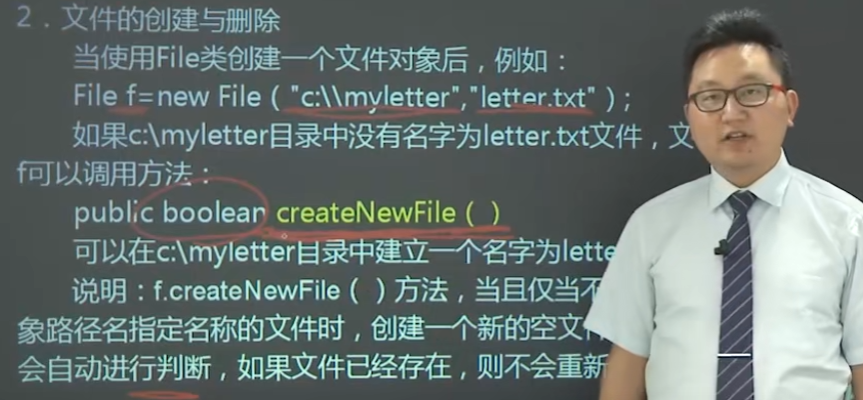 2．文件的创建与删除
当使用File类创建一个文件对象后，例如：
File f=new File（"c:\\myletter","letter.txt"）;
如果c:\myletter目录中没有名字为letter.txt文件，文
f可以调用方法：
public boolean createNewFile（）
可以在c:\myletter目录中建立一个名字为lette
说明：f.createNewFile（）方法，当且仅当不
象路径名指定名称的文件时，创建一个新的空文件
会自动进行判断，如果文件已经存在，则不会重新